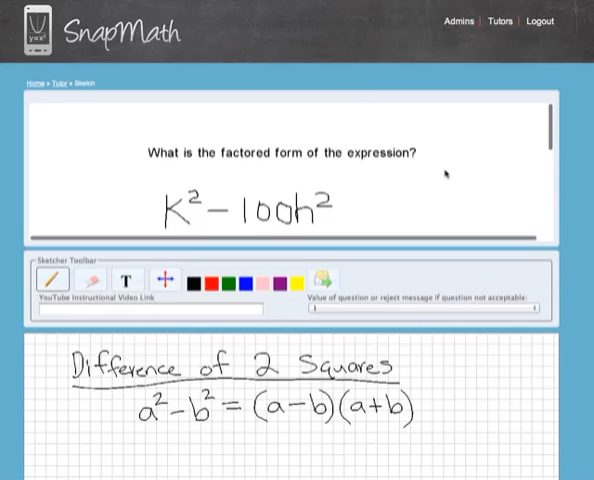 y=x²
SnapMath
Admins | Tutors | Logout
Home » Tutor » Sketch
What is the factored form of the expression?
K² - 100h²
Sketcher Toolbar
T
YouTube Instructional Video Link
Value of question or reject message if question not acceptable:
1
Difference of 2 Squares
a² - b² = (a - b)(a + b)